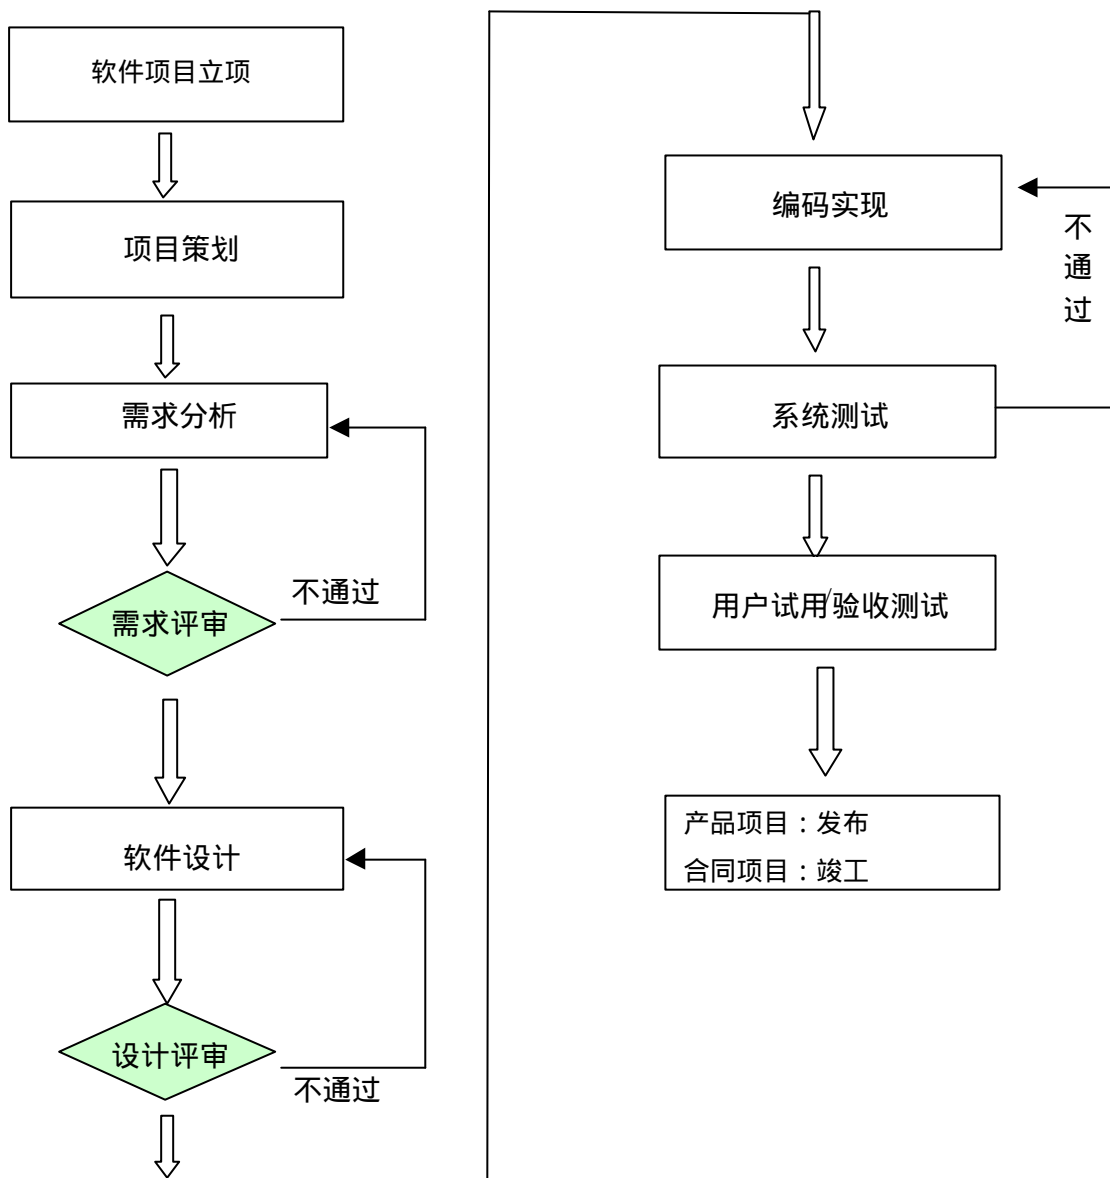 软件项目立项
项目策划
需求分析
不通过
需求评审
软件设计
设计评审
不通过
编码实现
不
通
过
系统测试
用户试用/验收测试
产品项目：发布
合同项目：竣工